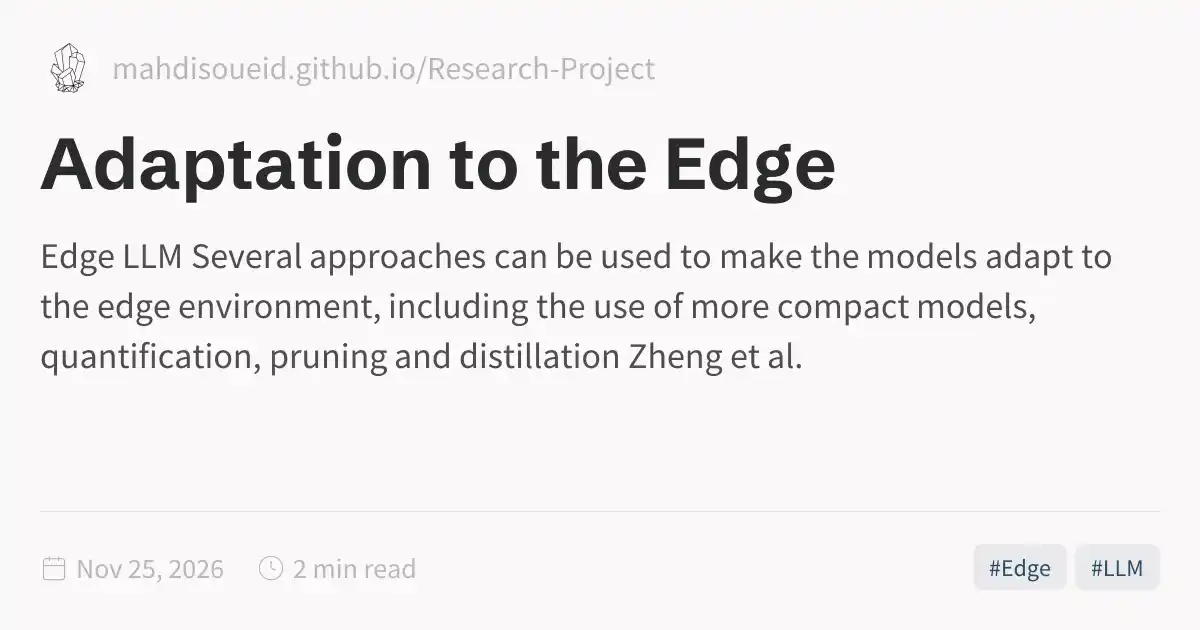 mahdisoueid.github.io/Research-Project
Adaptation to the Edge
Edge LLM Several approaches can be used to make the models adapt to
the edge environment, including the use of more compact models,
quantification, pruning and distillation Zheng et al.
Nov 25, 2026 2 min read #Edge #LLM